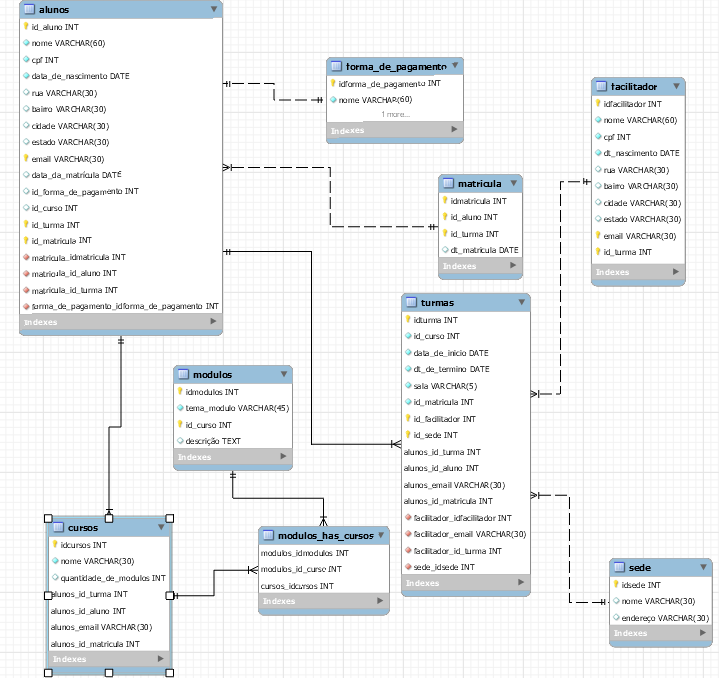 alunos
id_aluno INT
nome VARCHAR(60)
cpf INT
data_de_nascimento DATE
rua VARCHAR(30)
bairro VARCHAR(30)
cidade VARCHAR(30)
estado VARCHAR(30)
email VARCHAR(30)
data_da_matrícula DATE
id_forma_de_pagamento INT
id_curso INT
id_turma INT
id_matricula INT
matricula_idmatricula INT
matricula_id_aluno INT
matricula_id_turma INT
forma_de_pagamento_idforma_de_pagamento INT
Indexes
forma_de_pagamento
idforma_de_pagamento INT
nome VARCHAR(60)
1 more...
Indexes
facilitador
idfacilitador INT
nome VARCHAR(60)
cpf INT
dt_nascimento DATE
rua VARCHAR(30)
bairro VARCHAR(30)
cidade VARCHAR(30)
estado VARCHAR(30)
email VARCHAR(30)
id_turma INT
Indexes
matricula
idmatricula INT
id_aluno INT
id_turma INT
dt_matricula DATE
Indexes
turmas
idturma INT
id_curso INT
data_de_inicio DATE
dt_de_termino DATE
sala VARCHAR(5)
id_matricula INT
id_facilitador INT
id_sede INT
alunos_id_turma INT
alunos_id_aluno INT
alunos_email VARCHAR(30)
alunos_id_matricula INT
facilitador_idfacilitador INT
facilitador_email VARCHAR(30)
facilitador_id_turma INT
sede_idsede INT
Indexes
modulos
idmodulos INT
tema_modulo VARCHAR(45)
id_curso INT
descrição TEXT
Indexes
cursos
idcursos INT
nome VARCHAR(30)
quantidade_de_modulos INT
alunos_id_turma INT
alunos_id_aluno INT
alunos_email VARCHAR(30)
alunos_id_matricula INT
Indexes
modulos_has_cursos
modulos_idmodulos INT
modulos_id_curso INT
cursos_idcursos INT
Indexes
sede
idsede INT
nome VARCHAR(30)
endereço VARCHAR(30)
Indexes